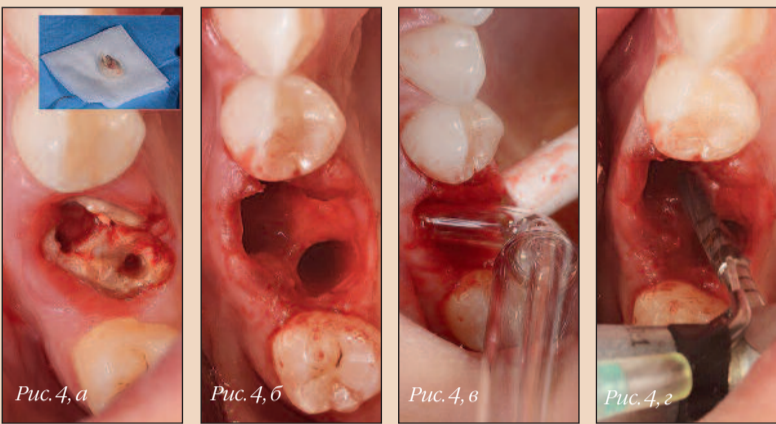 Рис. 4, а
Рис. 4, б
Рис. 4, в
Рис. 4, г